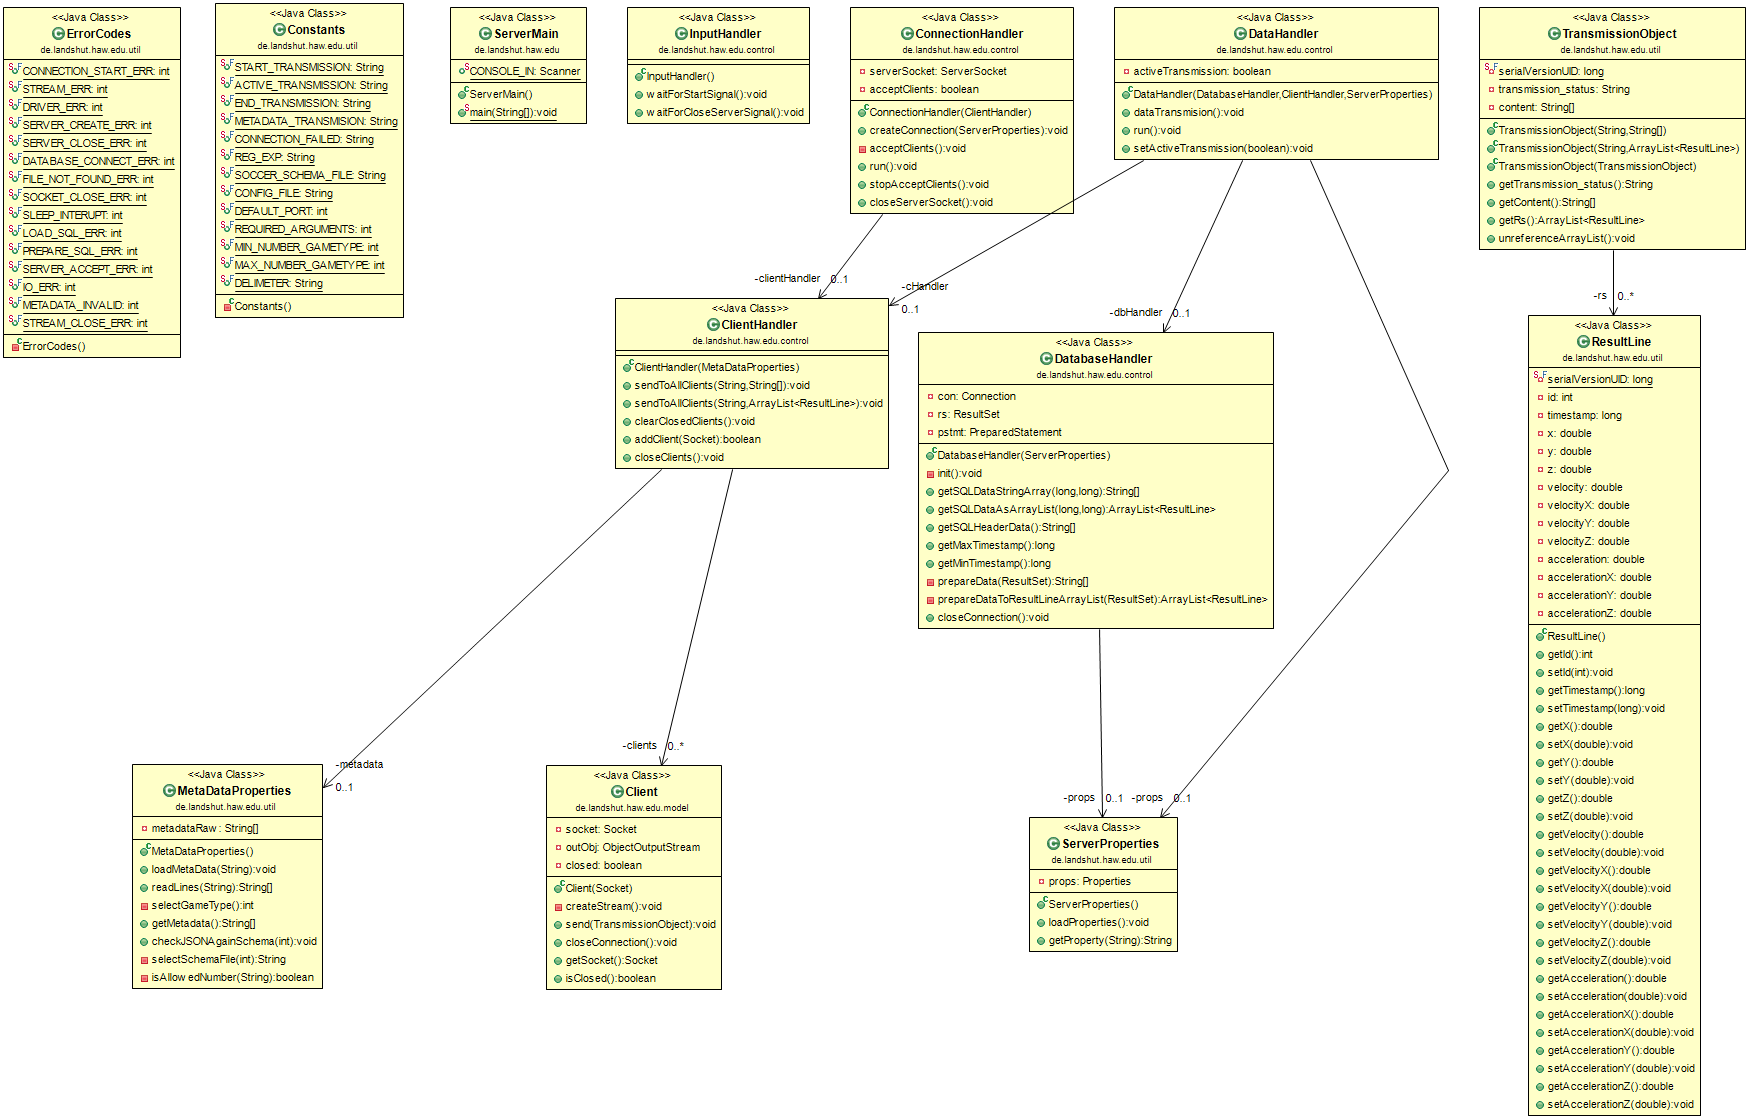 <<Java Class>>
ErrorCodes
de.landshut.haw.edu.util
CONNECTION_START_ERR: int
STREAM_ERR: int
DRIVER_ERR: int
SERVER_CREATE_ERR: int
SERVER_CLOSE_ERR: int
DATABASE_CONNECT_ERR: int
FILE_NOT_FOUND_ERR: int
SOCKET_CLOSE_ERR: int
SLEEP_INTERUPT: int
LOAD_SQL_ERR: int
PREPARE_SQL_ERR: int
SERVER_ACCEPT_ERR: int
IO_ERR: int
METADATA_INVALID: int
STREAM_CLOSE_ERR: int
ErrorCodes()
<<Java Class>>
Constants
de.landshut.haw.edu.util
START_TRANSMISSION: String
ACTIVE_TRANSMISSION: String
END_TRANSMISSION: String
METADATA_TRANSMISION: String
CONNECTION_FAILED: String
REG_EXP: String
SOCCER_SCHEMA_FILE: String
CONFIG_FILE: String
DEFAULT_PORT: int
REQUIRED_ARGUMENTS: int
MIN_NUMBER_GAMETYPE: int
MAX_NUMBER_GAMETYPE: int
DELIMETER: String
Constants()
<<Java Class>>
ServerMain
de.landshut.haw.edu
CONSOLE_IN: Scanner
ServerMain()
main(String[]):void
<<Java Class>>
InputHandler
de.landshut.haw.edu.control
InputHandler()
waitForStartSignal():void
waitForCloseServerSignal():void
<<Java Class>>
ConnectionHandler
de.landshut.haw.edu.control
serverSocket: ServerSocket
acceptClients: boolean
ConnectionHandler(ClientHandler)
createConnection(ServerProperties):void
acceptClients():void
run():void
stopAcceptClients():void
closeServerSocket():void
<<Java Class>>
DataHandler
de.landshut.haw.edu.control
activeTransmission: boolean
DataHandler(DatabaseHandler,ClientHandler,ServerProperties)
dataTransmision():void
run():void
setActiveTransmission(boolean):void
<<Java Class>>
TransmissionObject
de.landshut.haw.edu.util
serialVersionUID: long
transmission_status: String
content: String[]
TransmissionObject(String,String[])
TransmissionObject(String,ArrayList<ResultLine>)
TransmissionObject(TransmissionObject)
getTransmission_status():String
getContent():String[]
getRs():ArrayList<ResultLine>
unreferenceArrayList():void
-clientHandler 0..1
-cHandler
0..1
-dbHandler 0..1
-rs 0..*
<<Java Class>>
ClientHandler
de.landshut.haw.edu.control
ClientHandler(MetaDataProperties)
sendToAllClients(String,String[]):void
sendToAllClients(String,ArrayList<ResultLine>):void
clearClosedClients():void
addClient(Socket):boolean
closeClients():void
<<Java Class>>
DatabaseHandler
de.landshut.haw.edu.control
con: Connection
rs: ResultSet
pstmt: PreparedStatement
DatabaseHandler(ServerProperties)
init():void
getSQLDataStringArray(long,long):String[]
getSQLDataAsArrayList(long,long):ArrayList<ResultLine>
getSQLHeaderData():String[]
getMaxTimestamp():long
getMinTimestamp():long
prepareData(ResultSet):String[]
prepareDataToResultLineArrayList(ResultSet):ArrayList<ResultLine>
closeConnection():void
<<Java Class>>
ResultLine
de.landshut.haw.edu.util
serialVersionUID: long
id: int
timestamp: long
x: double
y: double
z: double
velocity: double
velocityX: double
velocityY: double
velocityZ: double
acceleration: double
accelerationX: double
accelerationY: double
accelerationZ: double
ResultLine()
getId():int
setId(int):void
getTimestamp():long
setTimestamp(long):void
getX():double
setX(double):void
getY():double
setY(double):void
getZ():double
setZ(double):void
getVelocity():double
setVelocity(double):void
getVelocityX():double
setVelocityX(double):void
getVelocityY():double
setVelocityY(double):void
getVelocityZ():double
setVelocityZ(double):void
getAcceleration():double
setAcceleration(double):void
getAccelerationX():double
setAccelerationX(double):void
getAccelerationY():double
setAccelerationY(double):void
getAccelerationZ():double
setAccelerationZ(double):void
-metadata
0..1
-clients 0..*
-props 0..1
-props 0..1
<<Java Class>>
MetaDataProperties
de.landshut.haw.edu.util
metadataRaw: String[]
MetaDataProperties()
loadMetaData(String):void
readLines(String):String[]
selectGameType():int
getMetadata():String[]
checkJSONAgainSchema(int):void
selectSchemaFile(int):String
isAllowedNumber(String):boolean
<<Java Class>>
Client
de.landshut.haw.edu.model
socket: Socket
outObj: ObjectOutputStream
closed: boolean
Client(Socket)
createStream():void
send(TransmissionObject):void
closeConnection():void
getSocket():Socket
isClosed():boolean
<<Java Class>>
ServerProperties
de.landshut.haw.edu.util
props: Properties
ServerProperties()
loadProperties():void
getProperty(String):String